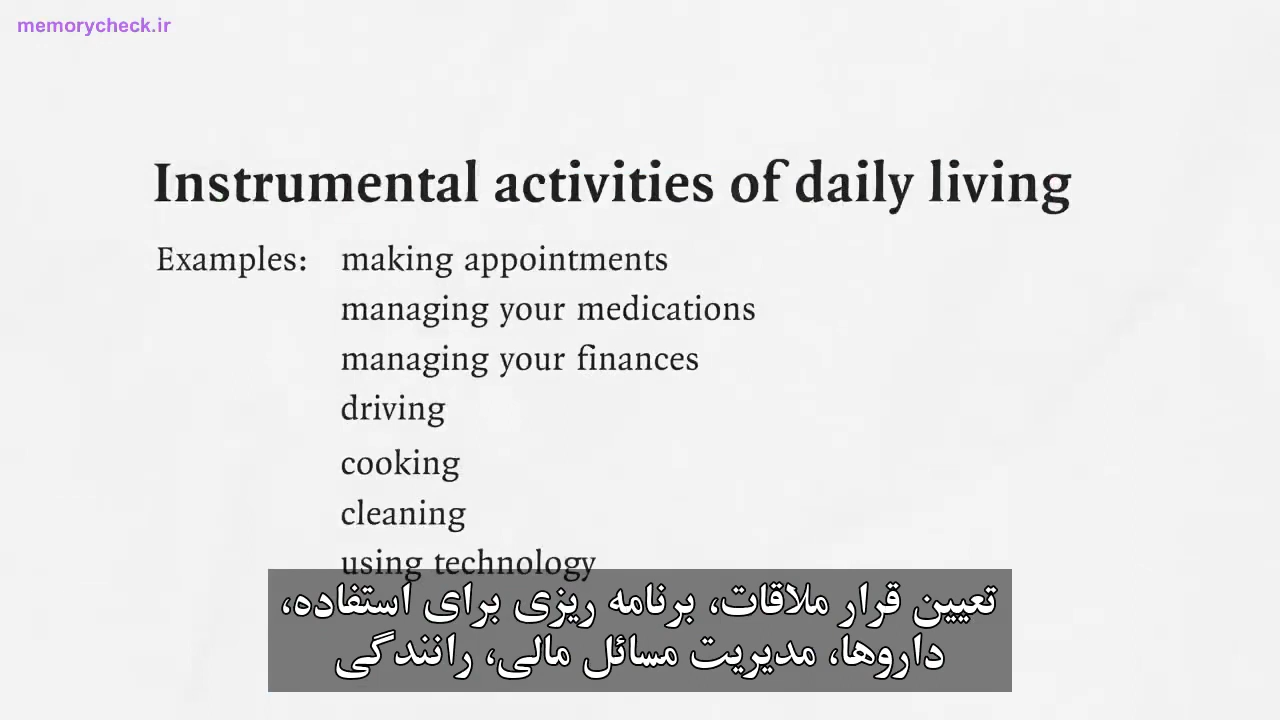 memorycheck.ir
Instrumental activities of daily living
Examples: making appointments
managing your medications
managing your finances
driving
cooking
cleaning
using technology
تعیین قرار ملاقات، برنامه ریزی برای استفاده،
داروها، مدیریت مسائل مالی، رانندگی